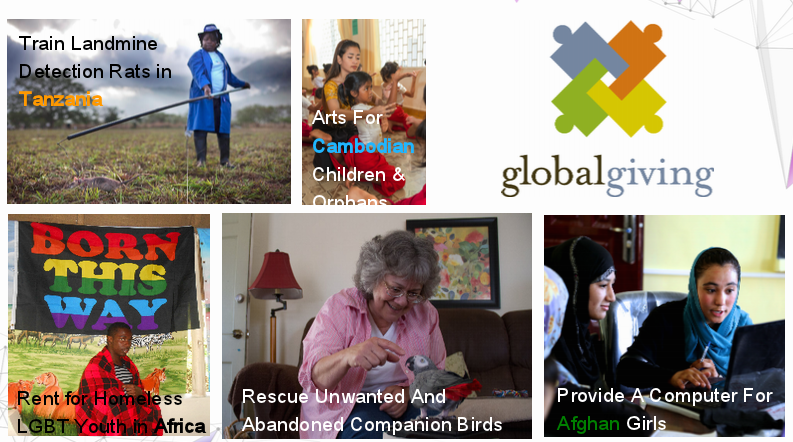 Train Landmine
Detection Rats in
Tanzania
Arts For
Cambodian
Children &
Orphans
globalgiving
BORN
THIS
WAY
Rent for Homeless
LGBT Youth in Africa
Rescue Unwanted And
Abandoned Companion Birds
Provide A Computer For
Afghan Girls